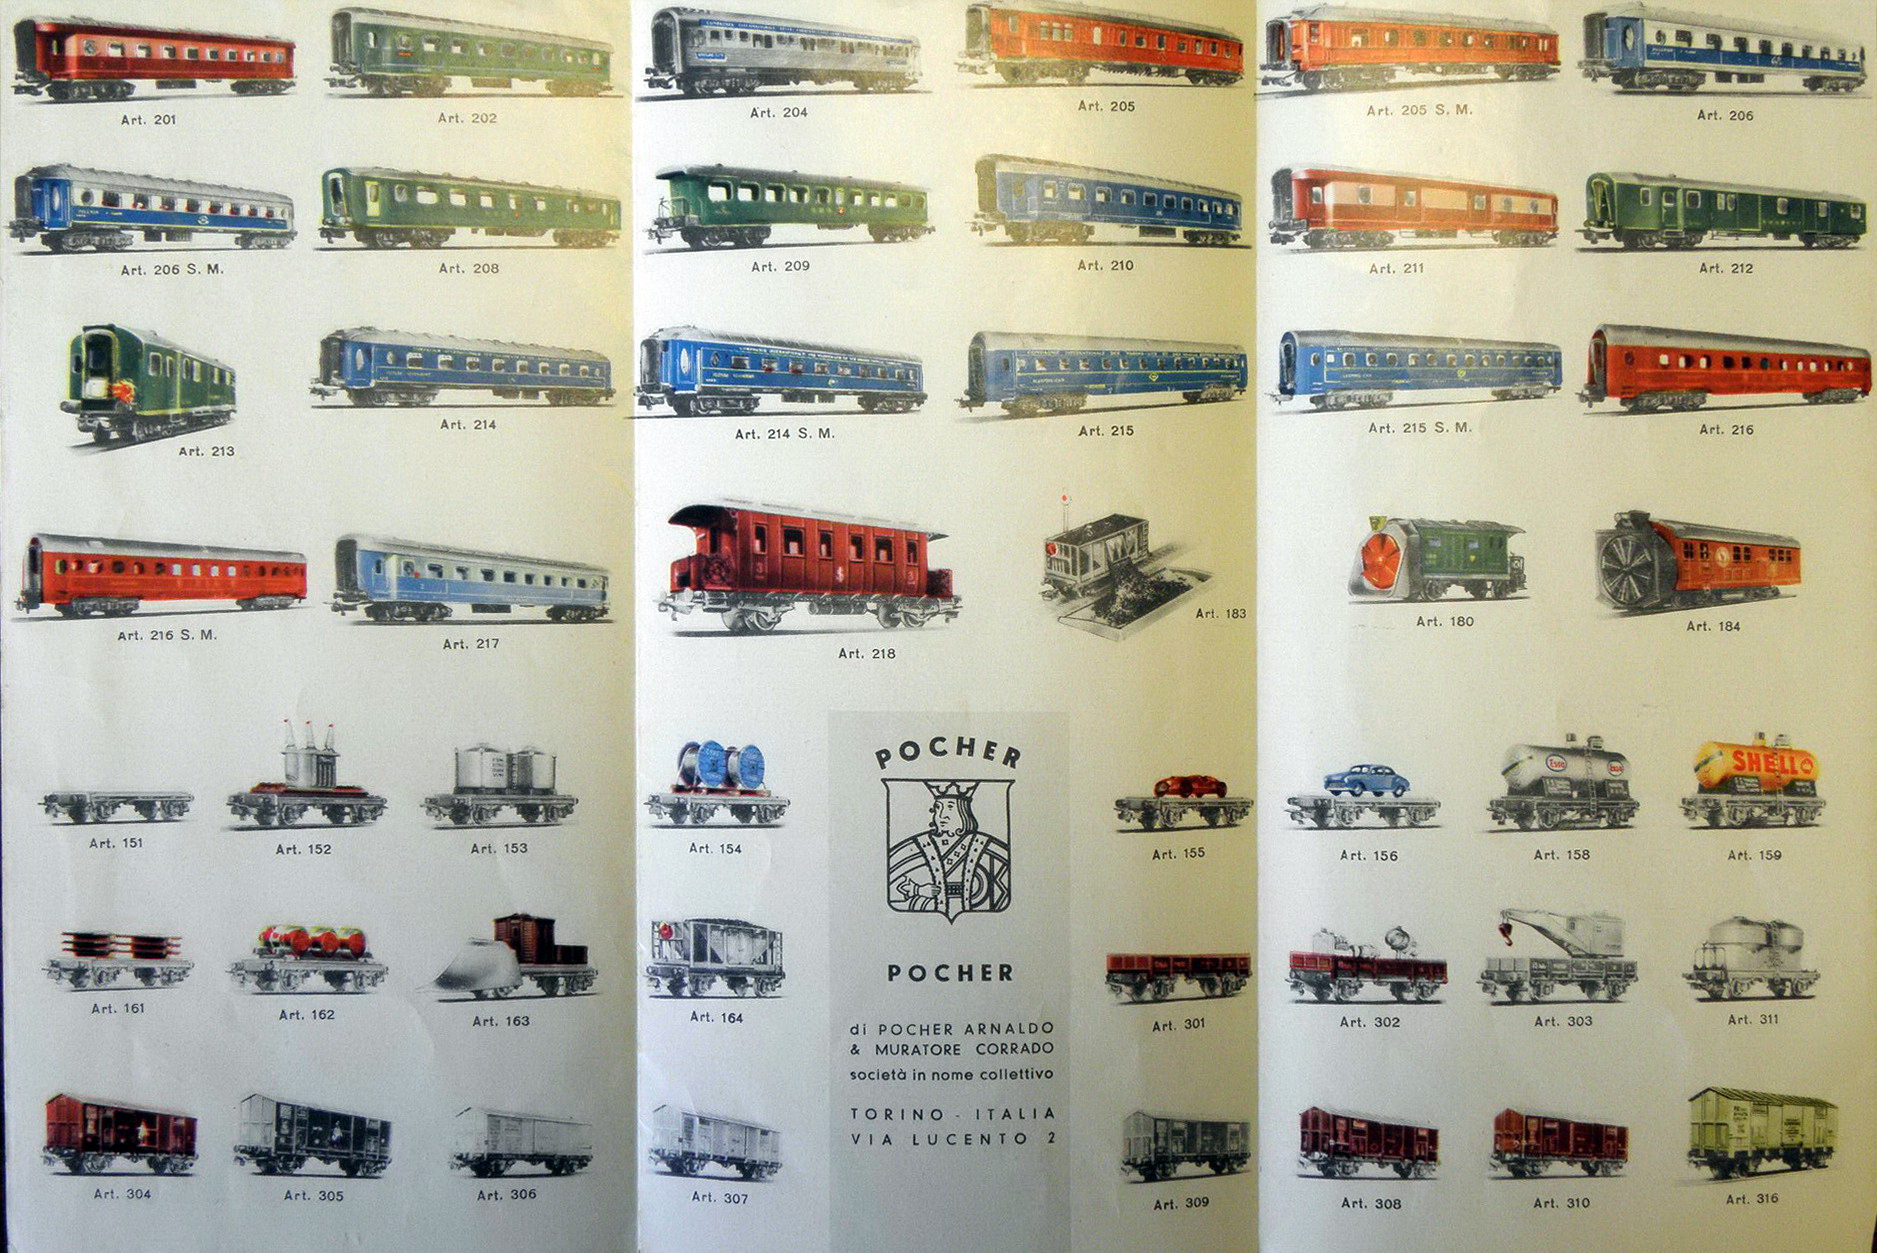 Art. 201
Art. 202
Art. 204
Art. 205
Art. 205 S. M.
Art. 206
Art. 206 S. M.
Art. 208
Art. 209
Art. 210
Art. 211
Art. 212
Art. 213
Art. 214
Art. 214 S. M.
Art. 215
Art. 215 S. M.
Art. 216
Art. 216 S. M.
Art. 217
Art. 218
Art. 183
Art. 180
Art. 184
Art. 151
Art. 152
Art. 153
Art. 154
POCHER
Art. 155
Art. 156
Esso
Esso
Art. 158
SHELL
Art. 159
Art. 161
Art. 162
Art. 163
Art. 164
POCHER
di POCHER ARNALDO
& MURATORE CORRADO
società in nome collettivo
TORINO - ITALIA
VIA LUCENTO 2
Art. 301
Art. 302
Art. 303
Art. 311
Art. 304
Art. 305
Art. 306
Art. 307
Art. 309
Art. 308
Art. 310
Art. 316